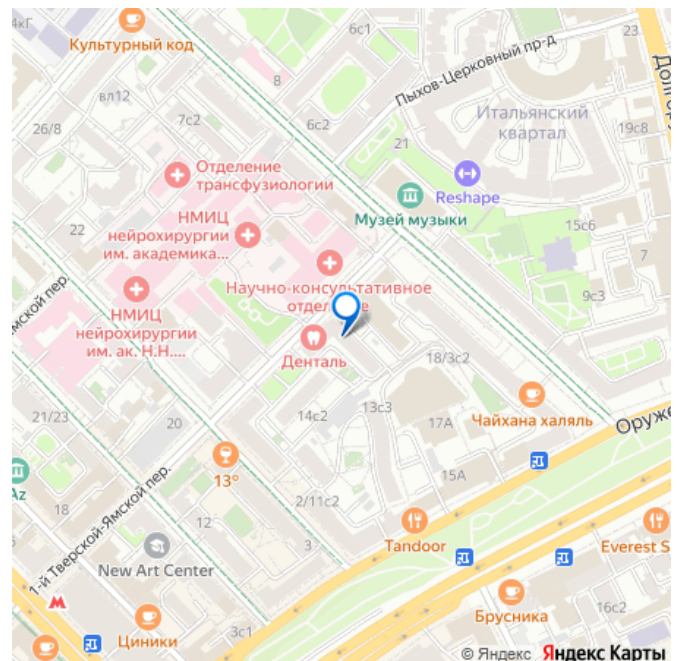 4кГ
Культурный код
6с1
23
Пыхов-Церковный пр-д
8
вл12
7с2
26/8
6с2
Итальянский
квартал
19с8
21
Отделение
трансфузиологии
Reshape
Музей музыки
НМИЦ
нейрохирургии
им. академика...
22
15с6
7
Научно-консультативное
9с3
НМИЦ
нейрохирургии
им. ак. Н.Н....
Денталь
18/3с2
Чайхана халяль
21/23
20
14с2
13с3
17А
Оруже
13°
15А
Az
18
2/11с2
12
3
Tandoor
Everest S
1-й Тверской-Ямской пер.
New Art Center
Брусника
16с2
Циники
3с1
© Яндекс Яндекс Карты